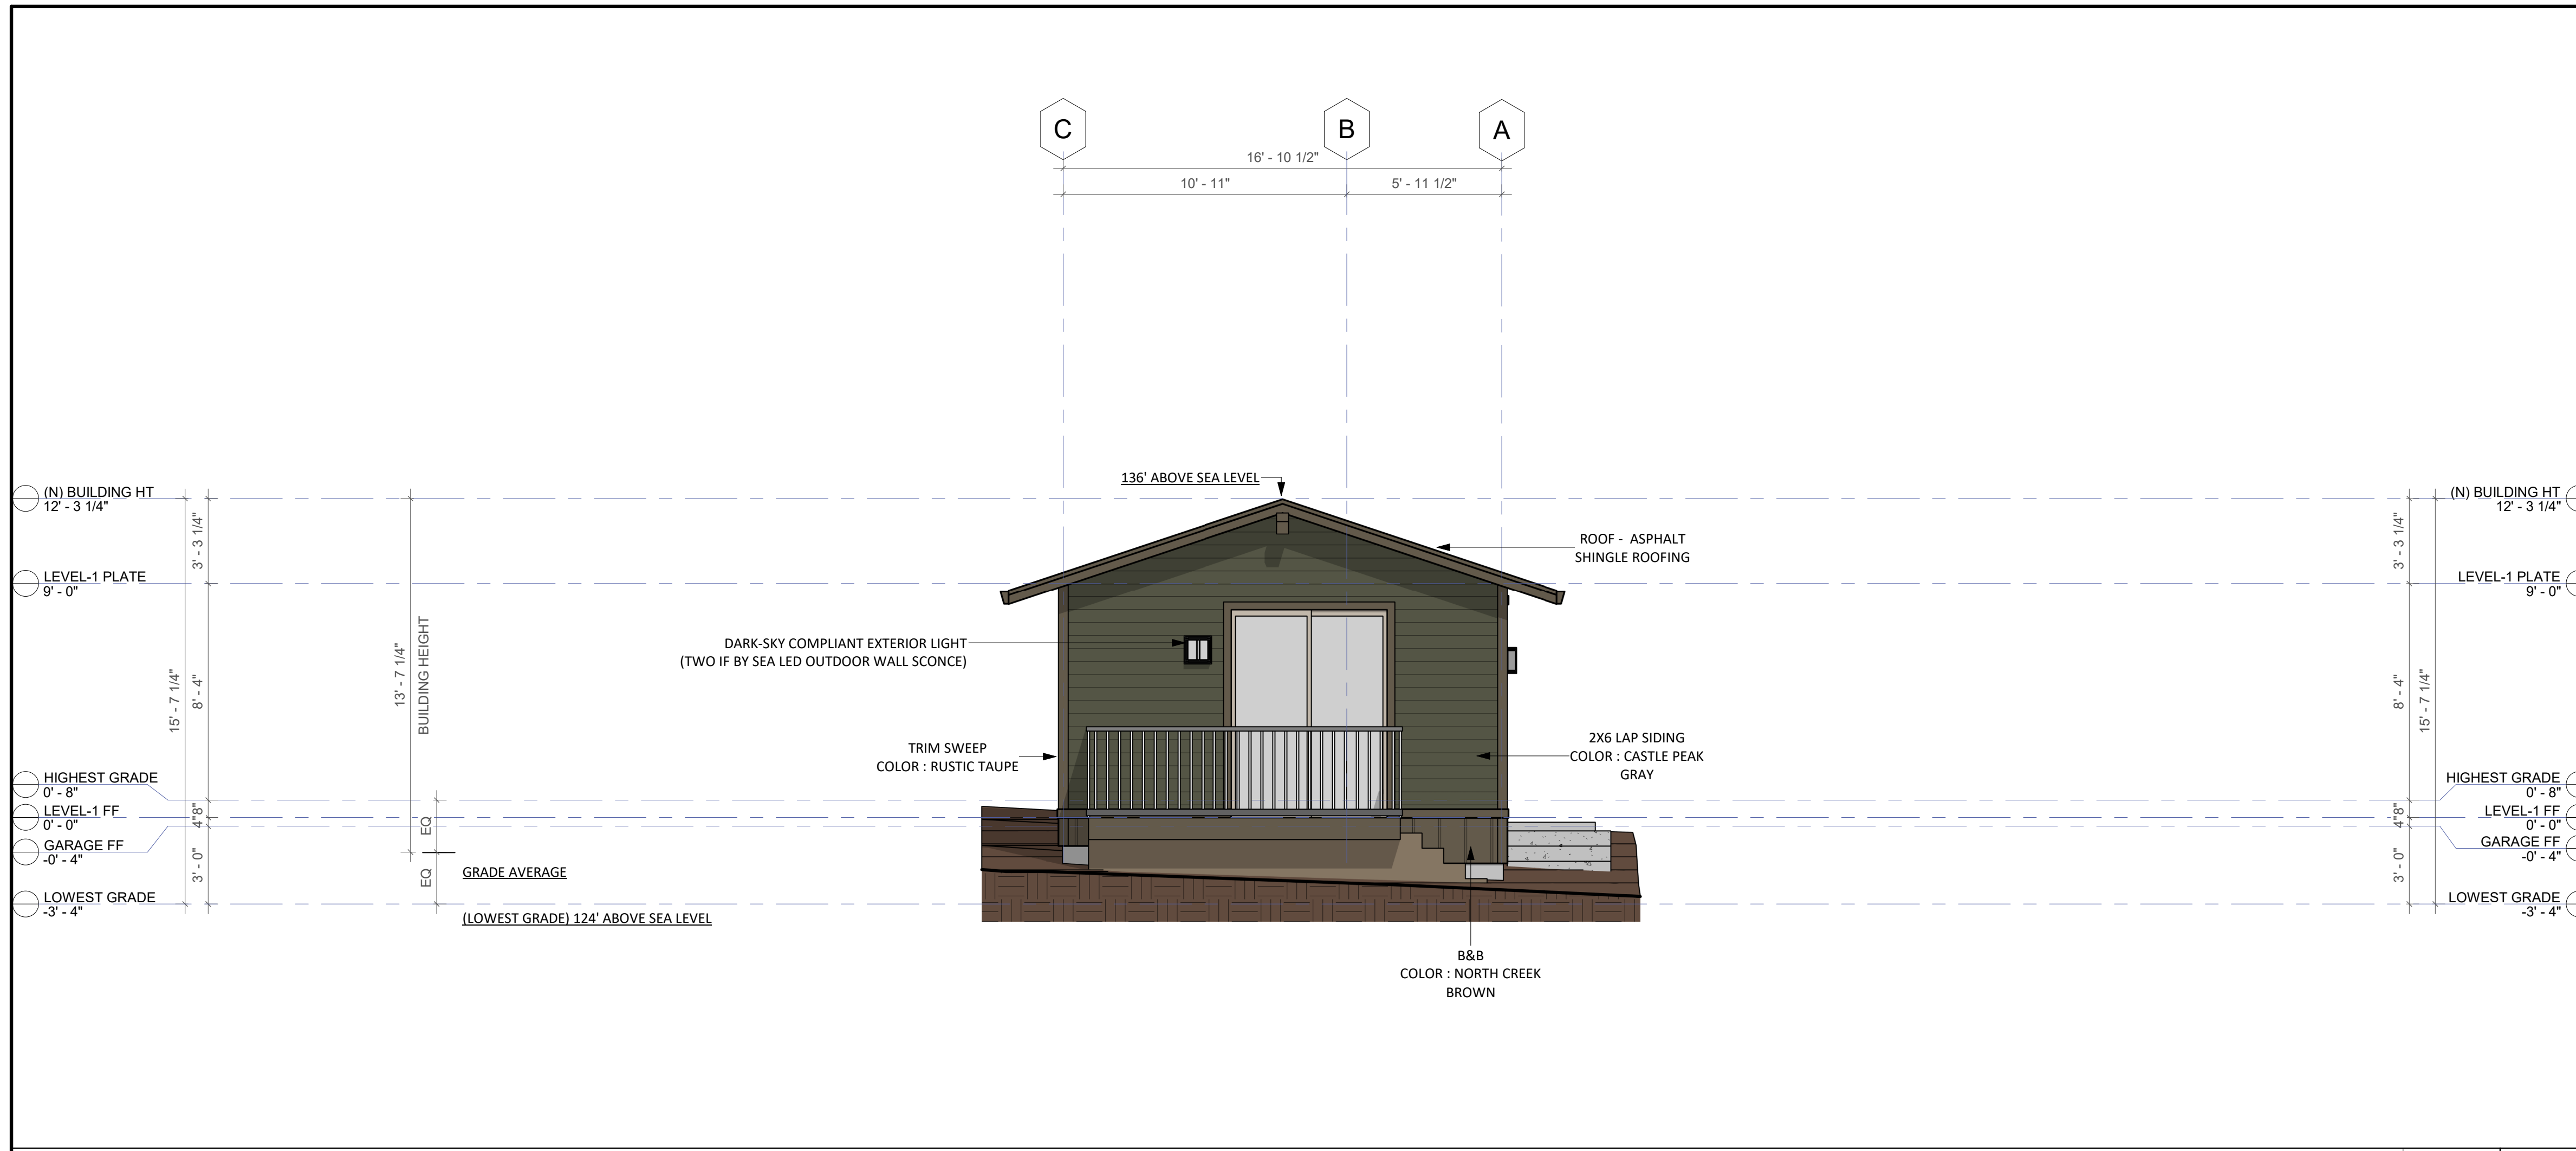 C
B
A
16' - 10 1/2"
10' - 11"
5' - 11 1/2"
136' ABOVE SEA LEVEL
(N) BUILDING HT
12' - 3 1/4"
LEVEL-1 PLATE
9' - 0"
HIGHEST GRADE
0' - 8"
LEVEL-1 FF
0' - 0"
GARAGE FF
-0' - 4"
LOWEST GRADE
-3' - 4"
15' - 7 1/4"
3' - 3 1/4"
8' - 4"
8"
4"
3' - 0"
13' - 7 1/4"
BUILDING HEIGHT
EQ
EQ
GRADE AVERAGE
(LOWEST GRADE) 124' ABOVE SEA LEVEL
DARK-SKY COMPLIANT EXTERIOR LIGHT
(TWO IF BY SEA LED OUTDOOR WALL SCONCE)
TRIM SWEEP
COLOR : RUSTIC TAUPE
ROOF - ASPHALT
SHINGLE ROOFING
2X6 LAP SIDING
COLOR : CASTLE PEAK
GRAY
B&B
COLOR : NORTH CREEK
BROWN
3' - 3 1/4"
8' - 4"
8"
4"
3' - 0"
15' - 7 1/4"
(N) BUILDING HT
12' - 3 1/4"
LEVEL-1 PLATE
9' - 0"
HIGHEST GRADE
0' - 8"
LEVEL-1 FF
0' - 0"
GARAGE FF
-0' - 4"
LOWEST GRADE
-3' - 4"